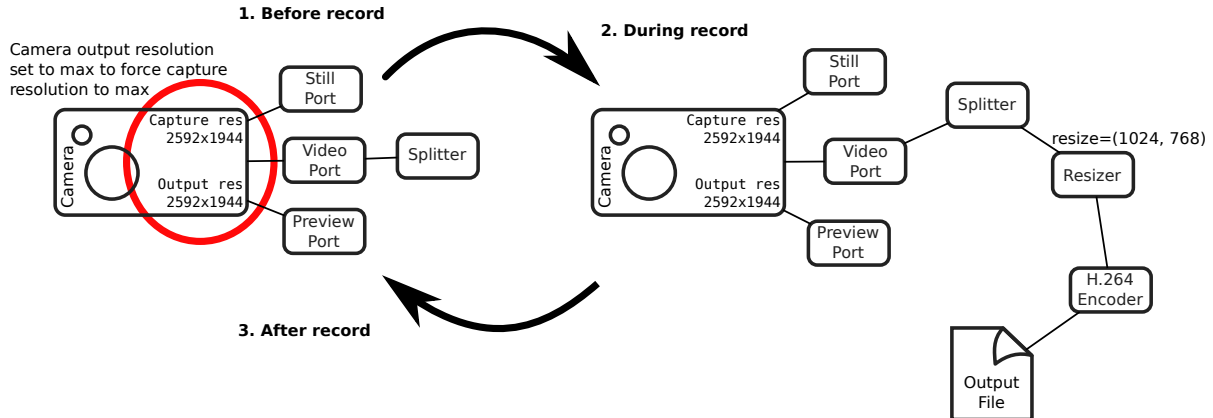 1. Before record
Camera output resolution
set to max to force capture
resolution to max
Still
Port
Capture res
2592x1944
Camera
Video
Port
Splitter
Output res
2592x1944
Preview
Port
2. During record
Still
Port
Splitter
Capture res
2592x1944
resize=(1024, 768)
Camera
Video
Port
Resizer
Output res
2592x1944
Preview
Port
H.264
Encoder
Output
File
3. After record